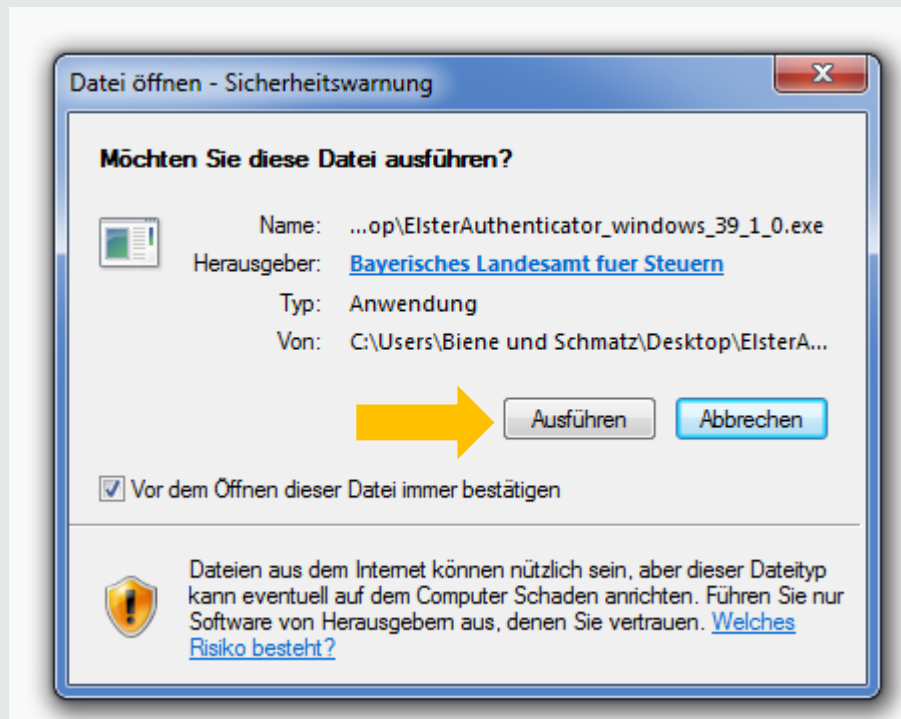 Datei öffnen - Sicherheitswarnung
Möchten Sie diese Datei ausführen?
Name: ...op\ElsterAuthenticator_windows_39_1_0.exe
Herausgeber: Bayerisches Landesamt fuer Steuern
Typ: Anwendung
Von: C:\Users\Biene und Schmatz\Desktop\ElsterA...
Ausführen Abbrechen
Vor dem Öffnen dieser Datei immer bestätigen
Dateien aus dem Internet können nützlich sein, aber dieser Dateityp
kann eventuell auf dem Computer Schaden anrichten. Führen Sie nur
Software von Herausgebern aus, denen Sie vertrauen. Welches
Risiko besteht?